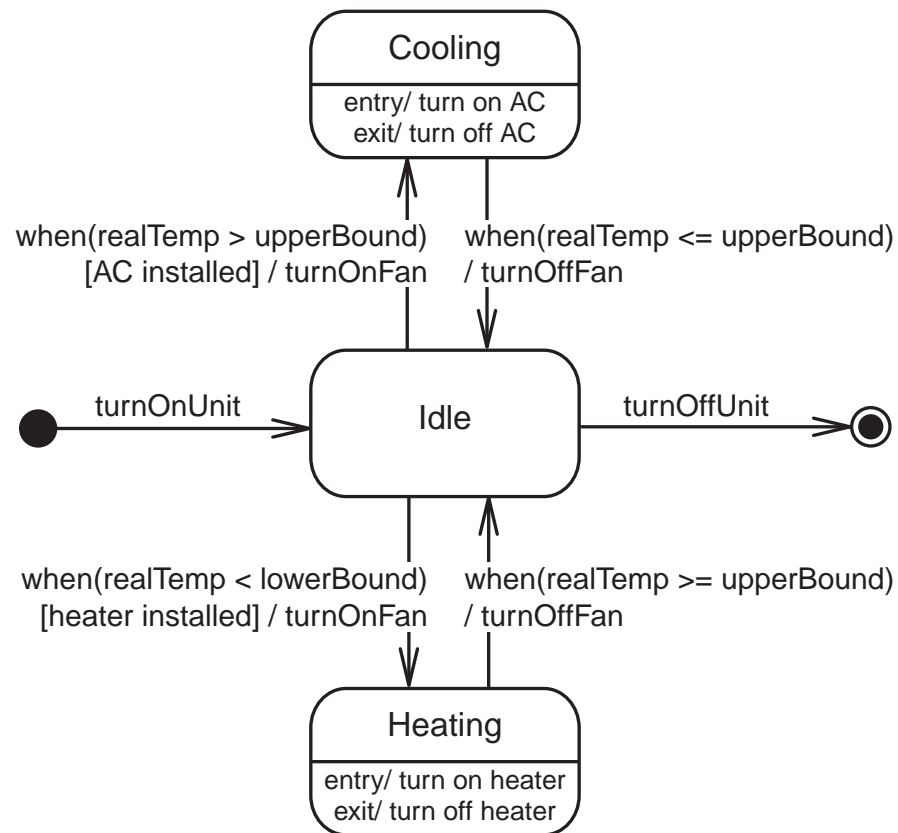 Cooling
entry/ turn on AC
exit/ turn off AC
when(realTemp > upperBound)
[AC installed] / turnOnFan
when(realTemp <= upperBound)
/ turnOffFan
turnOnUnit
Idle
turnOffUnit
when(realTemp < lowerBound)
[heater installed] / turnOnFan
when(realTemp >= upperBound)
/ turnOffFan
Heating
entry/ turn on heater
exit/ turn off heater